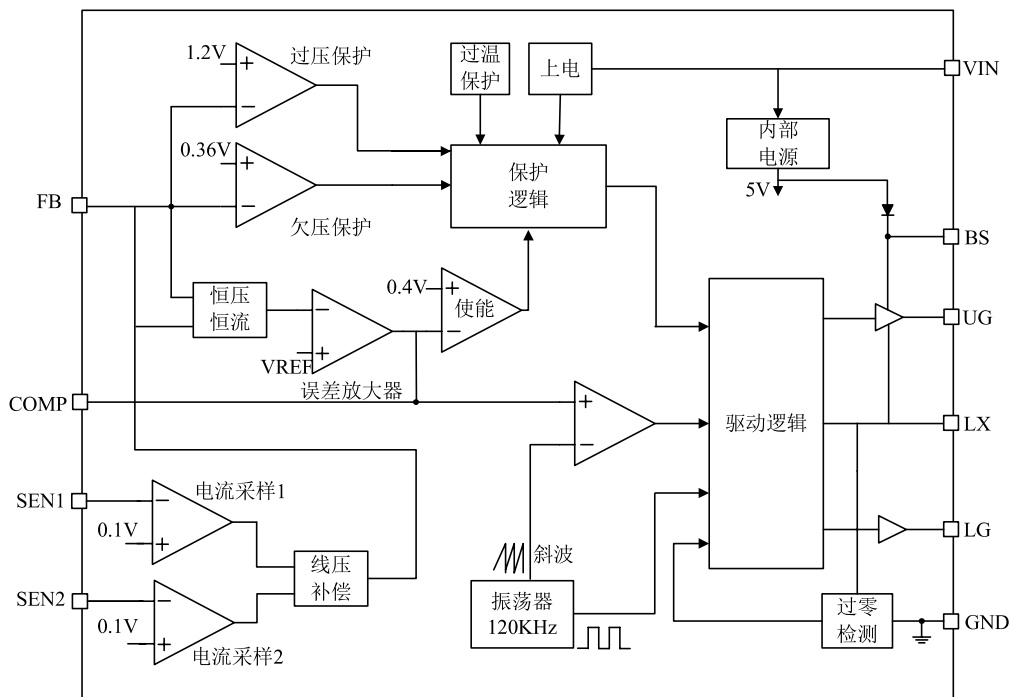 1.2V
过压保护
过温
保护
上电
VIN
0.36V
内部
电源
保护
逻辑
5V
FB
欠压保护
BS
恒压
恒流
0.4V
使能
UG
VREF
误差放大器
COMP
驱动逻辑
LX
SEN1
电流采样1
0.1V
LG
斜波
线压
补偿
SEN2
振荡器
120KHz
过零
检测
GND
0.1V
电流采样2